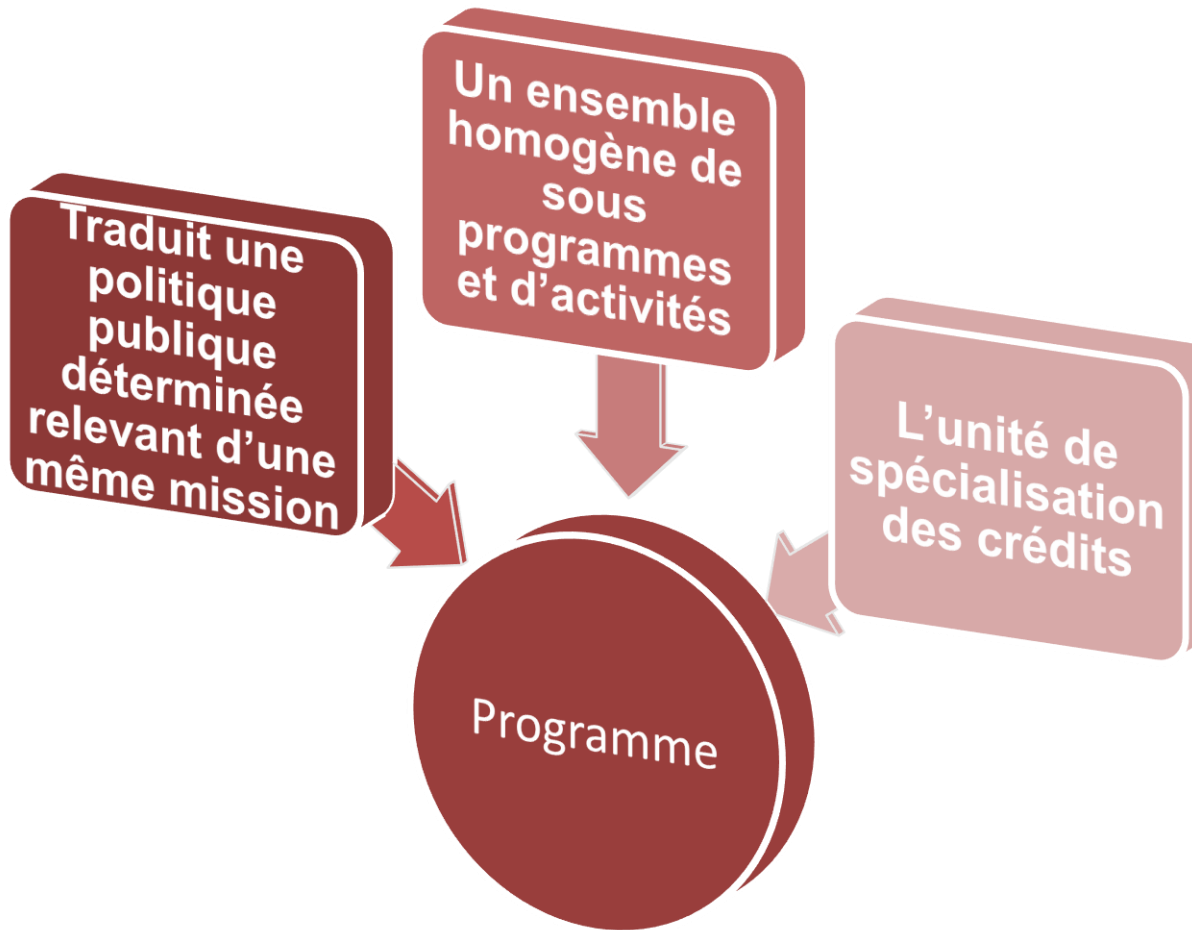 Traduit une
politique
publique
déterminée
relevant d’une
même mission
Un ensemble
homogène de
sous
programmes
et d’activités
L’unité de
spécialisation
des crédits
Programme